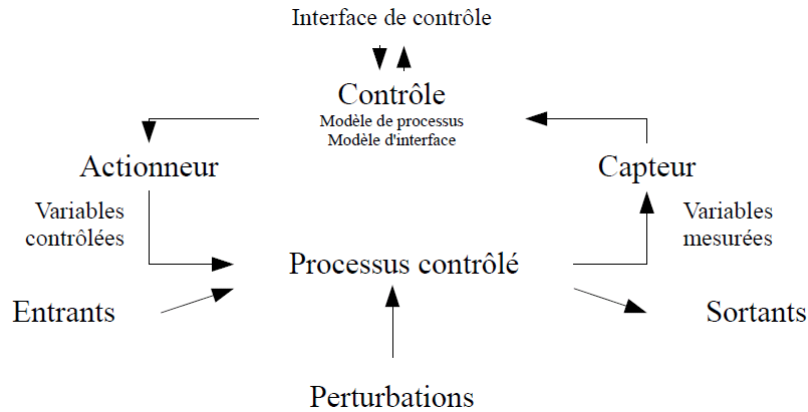 Interface de contrôle
Contrôle
Modèle de processus
Modèle d'interface
Actionneur
Capteur
Variables
contrôlées
Variables
mesurées
Processus contrôlé
Entrants
Sortants
Perturbations